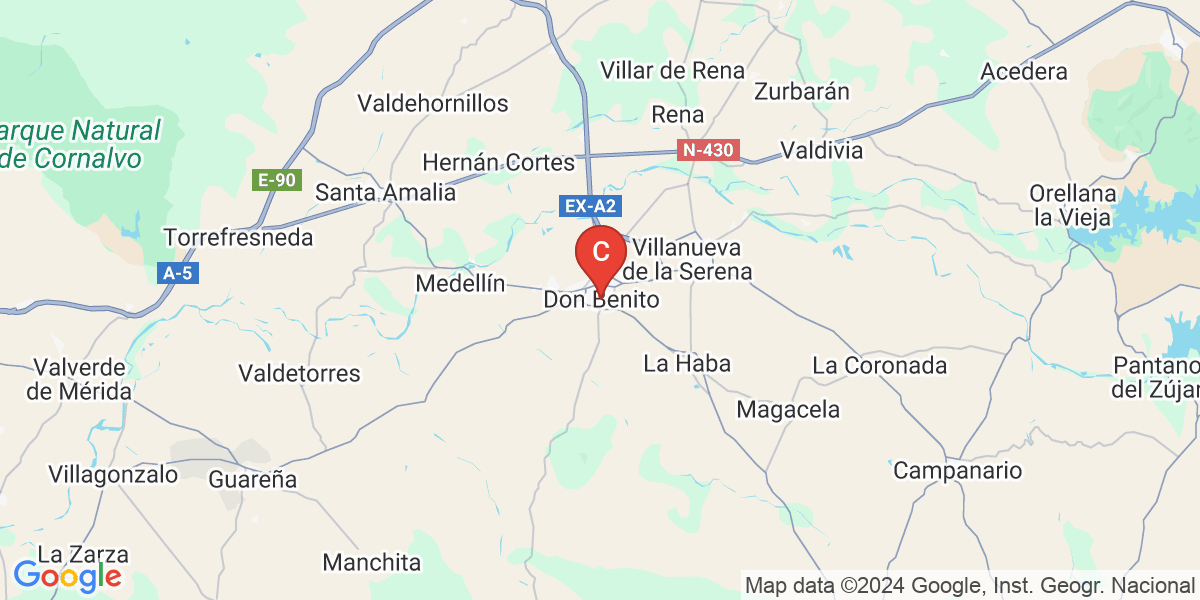 Villar de Rena
Acedera
Zurbarán
Valdehornillos
Rena
arque Natural
de Cornalvo
N-430
Valdivia
Hernán Cortes
E-90
Santa Amalia
Orellana
la Vieja
EX-A2
Torrefresneda
C
Villanueva
de la Serena
A-5
Medellín
Don Benito
Valverde
de Mérida
Valdetorres
La Haba
La Coronada
Pantano
del Zújar
Magacela
Villagonzalo
Guareña
Campanario
La Zarza
Manchita
Google
Map data ©2024 Google, Inst. Geogr. Nacional